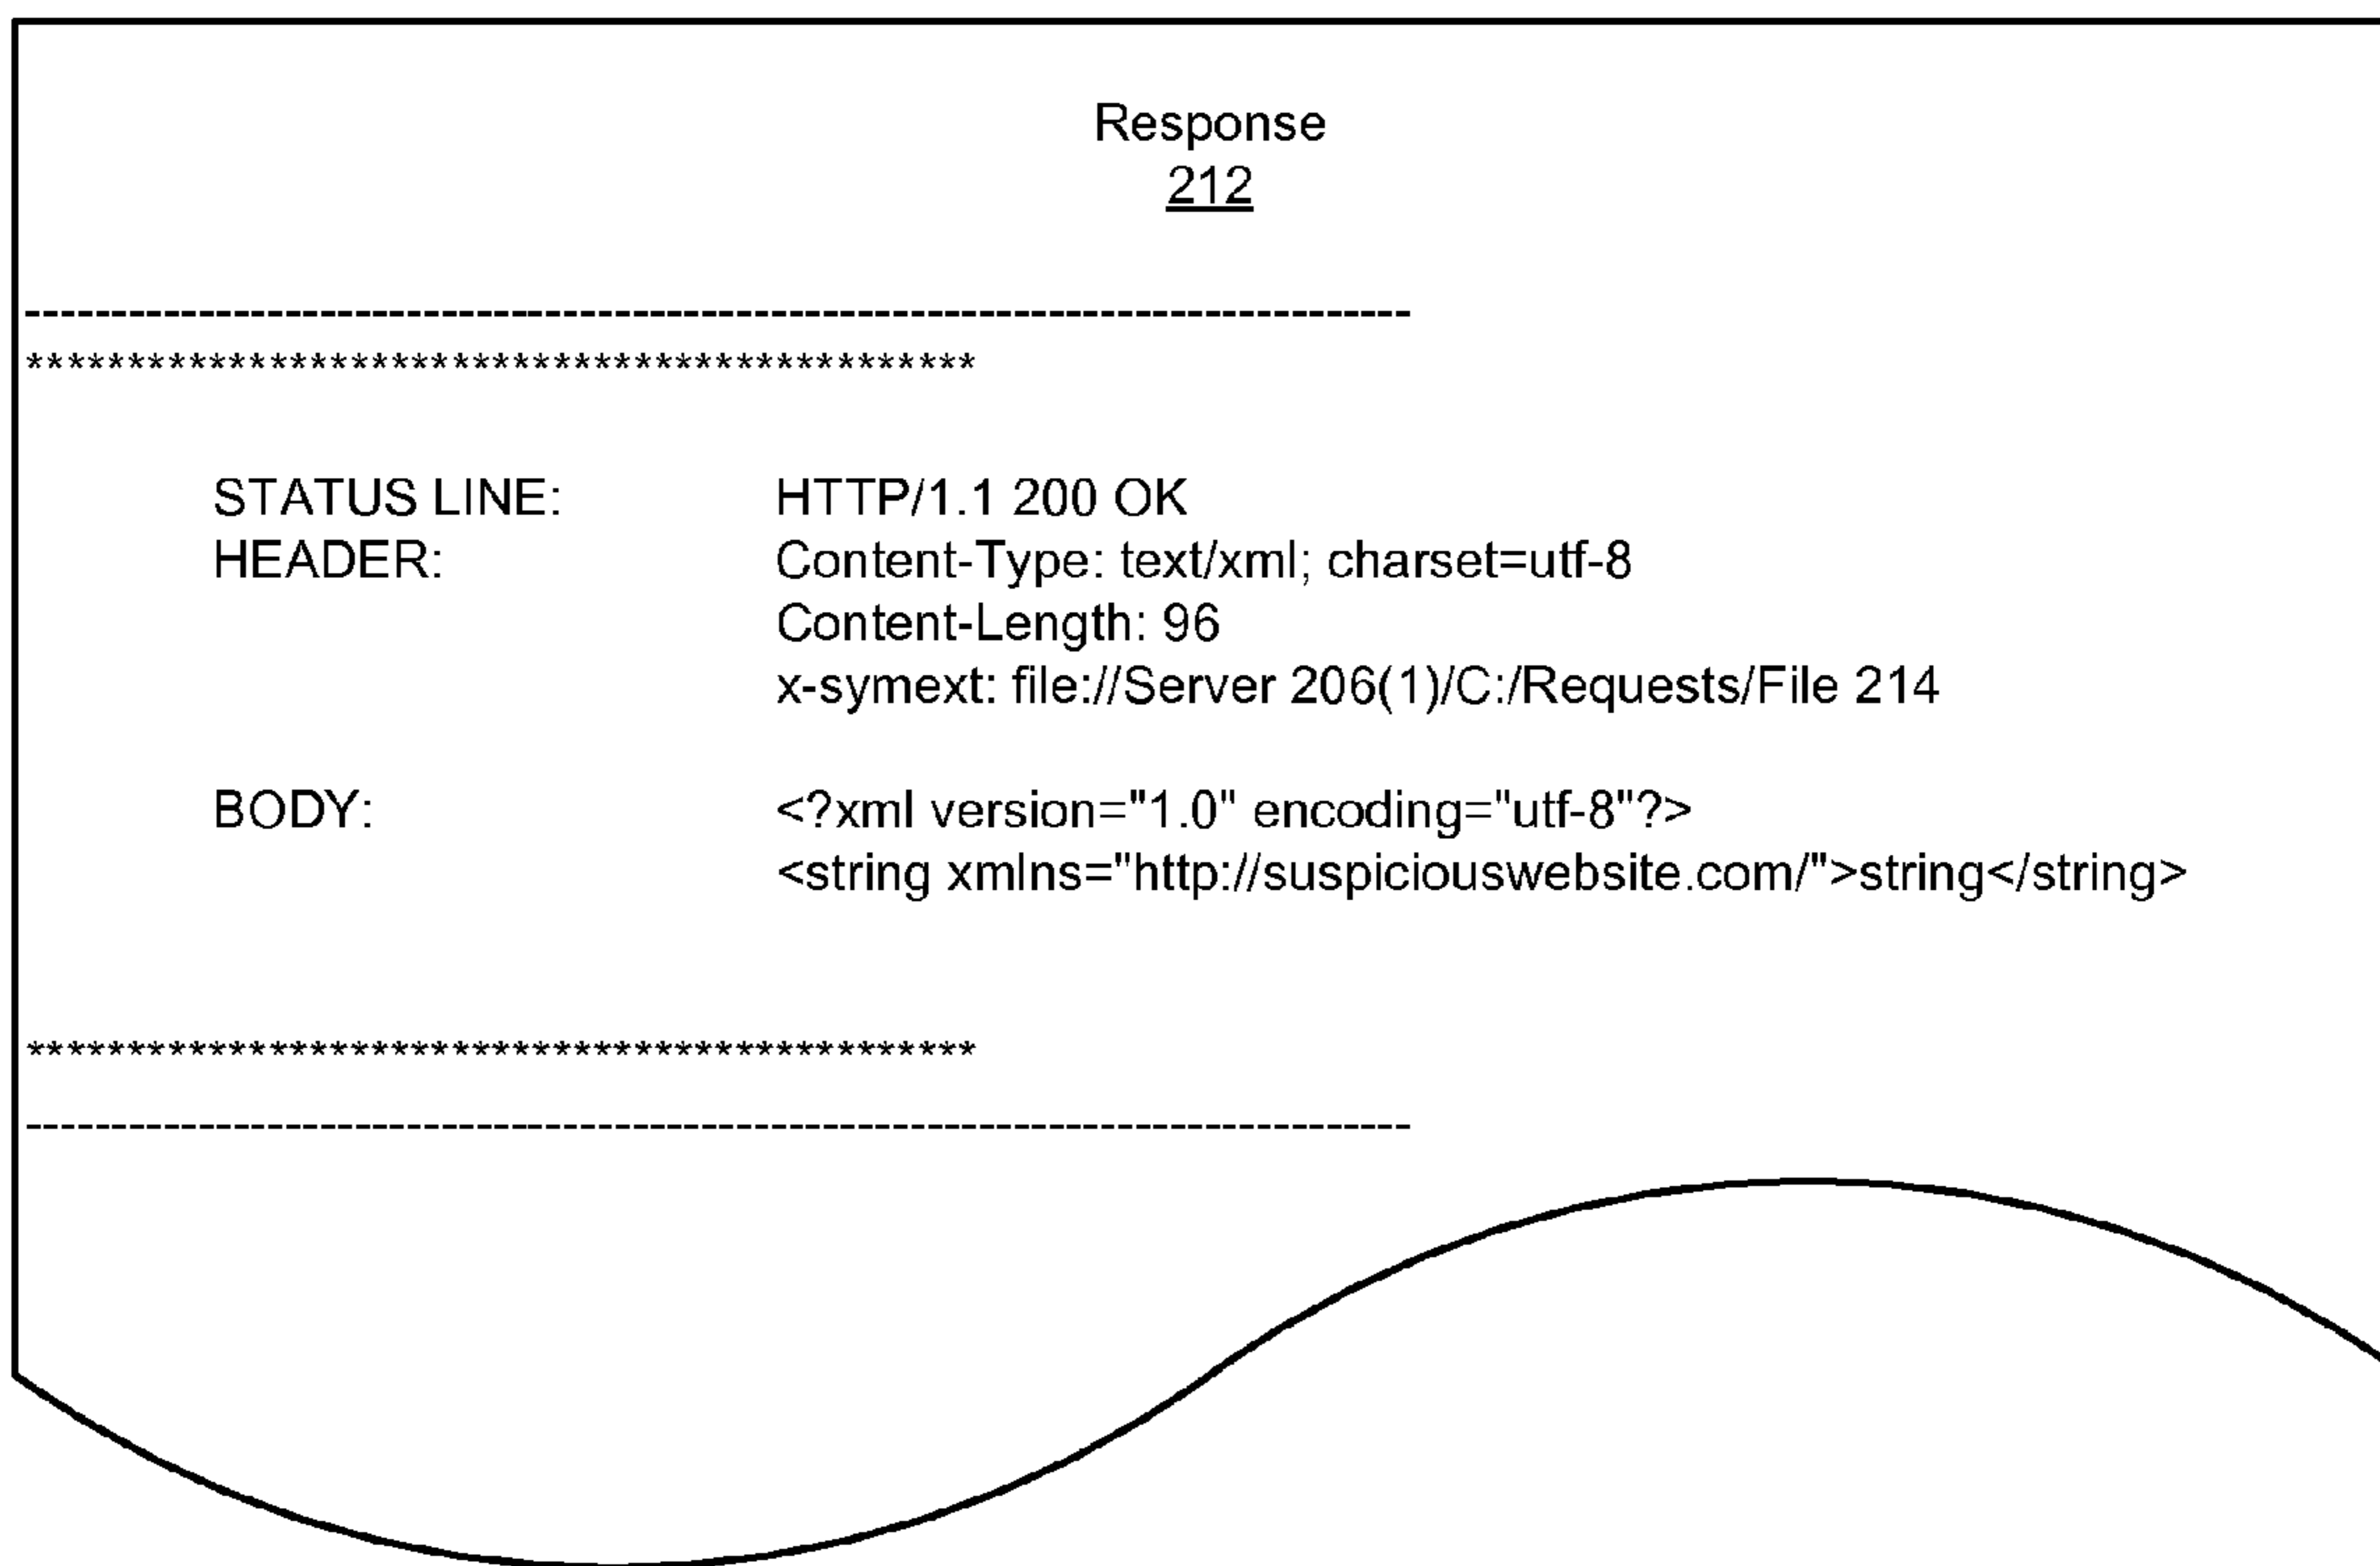 Response
212
--------------------------------------------------------------------------------
***********************************************
STATUS LINE: HTTP/1.1 200 OK
HEADER: Content-Type: text/xml; charset=utf-8
Content-Length: 96
x-symext: file://Server 206(1)/C:/Requests/File 214
BODY: <?xml version="1.0" encoding="utf-8"?>
<string xmlns="http://suspiciouswebsite.com/">string</string>
***********************************************
--------------------------------------------------------------------------------